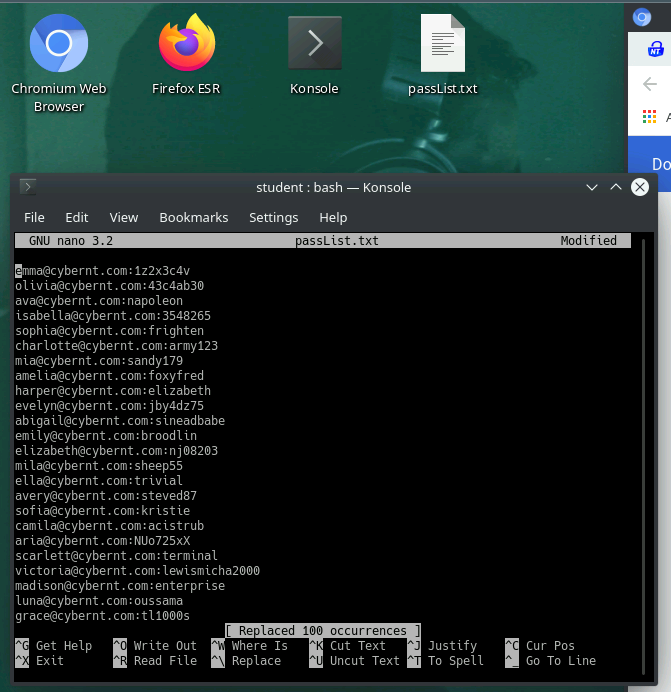 Chromium Web
Browser
Firefox ESR
Konsole
passList.txt
NT
A
Do
student : bash — Konsole
File Edit View Bookmarks Settings Help
GNU nano 3.2 passList.txt Modified
emma@cybernt.com:1z2x3c4v
olivia@cybernt.com:43c4ab30
ava@cybernt.com:napoleon
isabella@cybernt.com:3548265
sophia@cybernt.com:frighten
charlotte@cybernt.com:army123
mia@cybernt.com:sandy179
amelia@cybernt.com:foxyfred
harper@cybernt.com:elizabeth
evelyn@cybernt.com:jby4dz75
abigail@cybernt.com:sineadbabe
emily@cybernt.com:broodlin
elizabeth@cybernt.com:nj08203
mila@cybernt.com:sheep55
ella@cybernt.com:trivial
avery@cybernt.com:steved87
sofia@cybernt.com:kristie
camila@cybernt.com:acistrub
aria@cybernt.com:NUo725xX
scarlett@cybernt.com:terminal
victoria@cybernt.com:lewismicha2000
madison@cybernt.com:enterprise
luna@cybernt.com:oussama
grace@cybernt.com:tl1000s
[ Replaced 100 occurrences ]
^G Get Help ^O Write Out ^W Where Is ^K Cut Text ^J Justify ^C Cur Pos
^X Exit ^R Read File ^\ Replace ^U Uncut Text ^T To Spell ^_ Go To Line